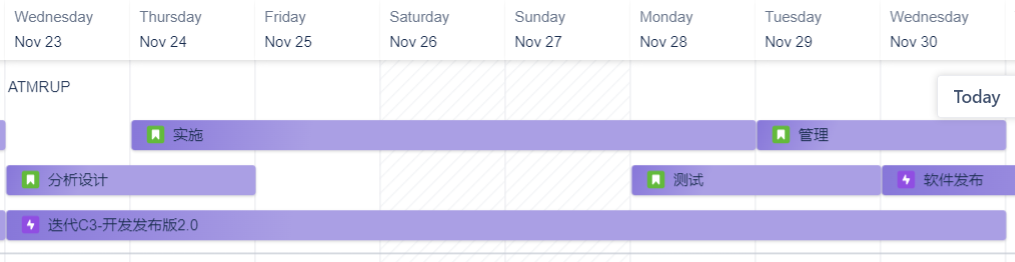 Wednesday Thursday Friday Saturday Sunday Monday Tuesday Wednesday
Nov 23 Nov 24 Nov 25 Nov 26 Nov 27 Nov 28 Nov 29 Nov 30
ATMRUP
Today
实施 管理
分析设计 测试 软件发布
迭代C3-开发发布版2.0